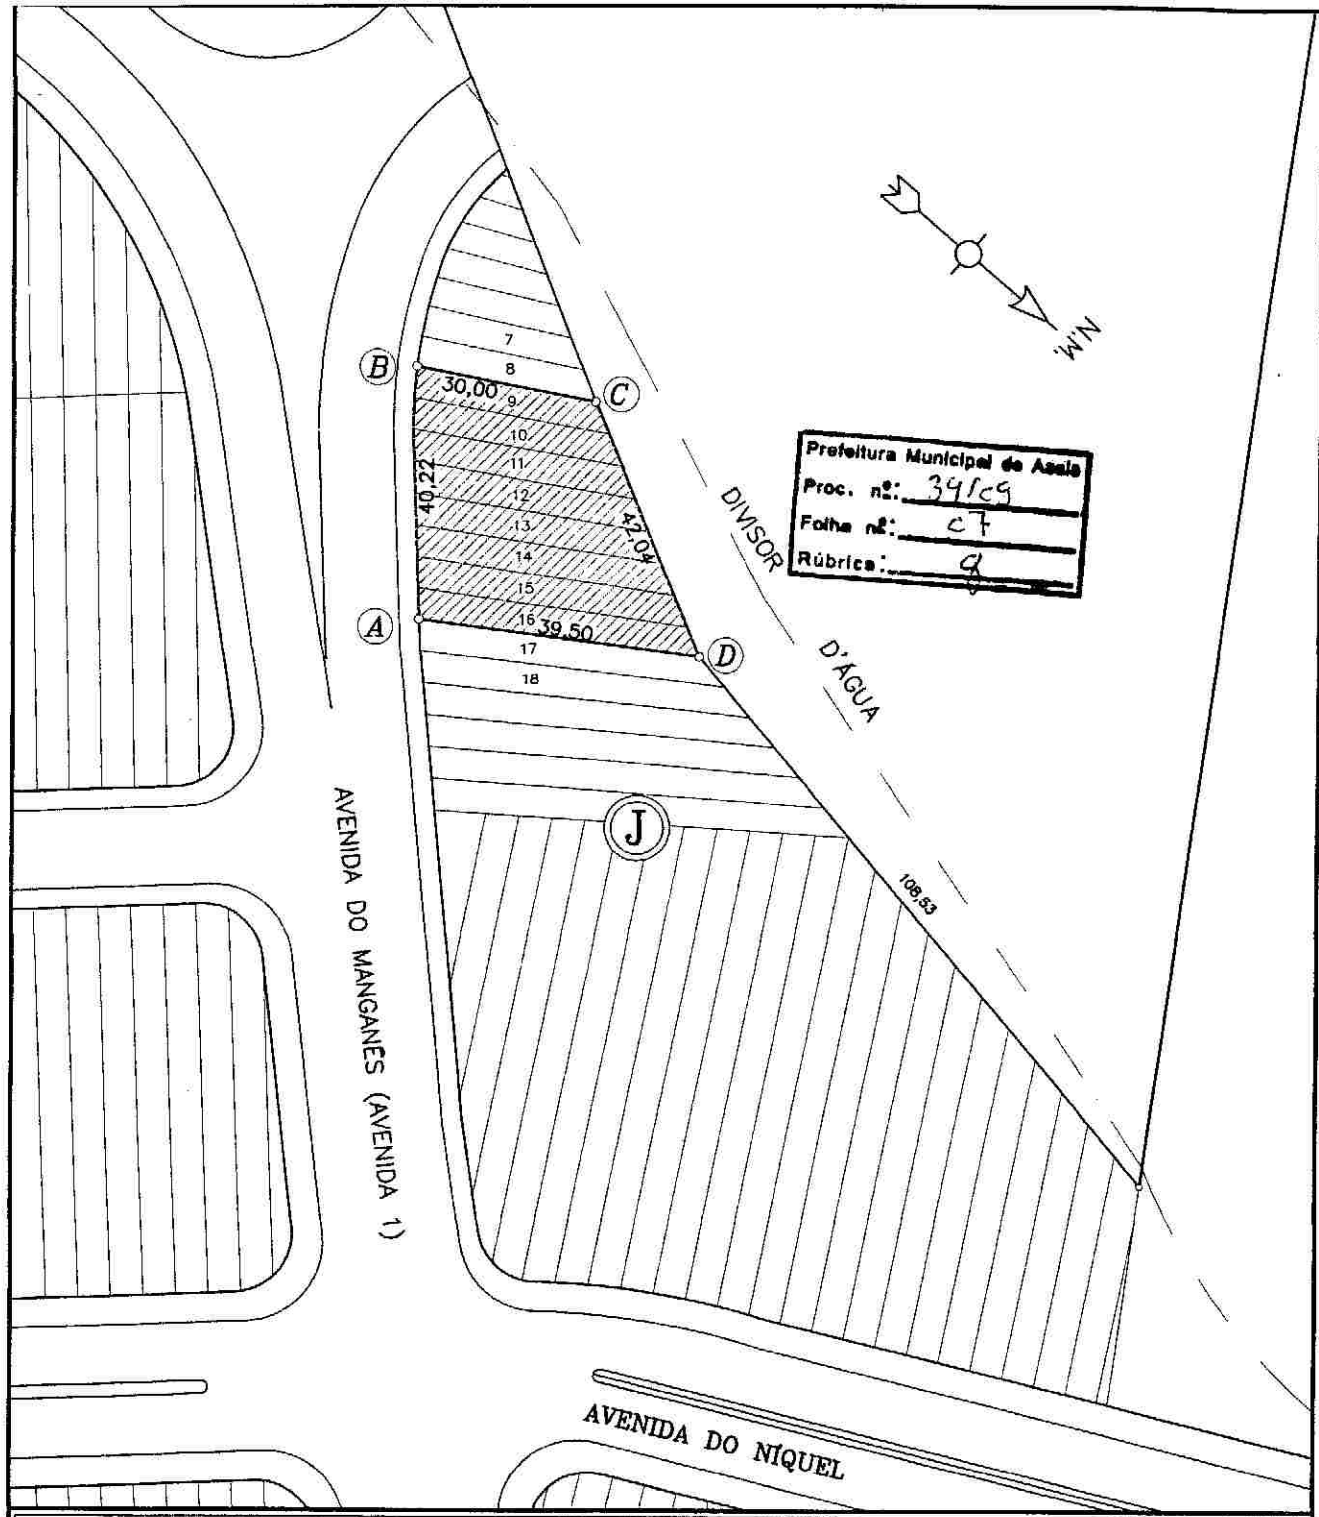 N.M.
7
8
B
30,00
C
9
10
11
40,22
12
13
42,04
14
15
A
16
39,50
D
17
18
DIVISOR
D'ÁGUA
Prefeitura Municipal de Assis
Proc. nº:
Folha nº: 07
Rúbrica:
J
108,53
AVENIDA DO MANGANÊS (AVENIDA 1)
AVENIDA DO NÍQUEL